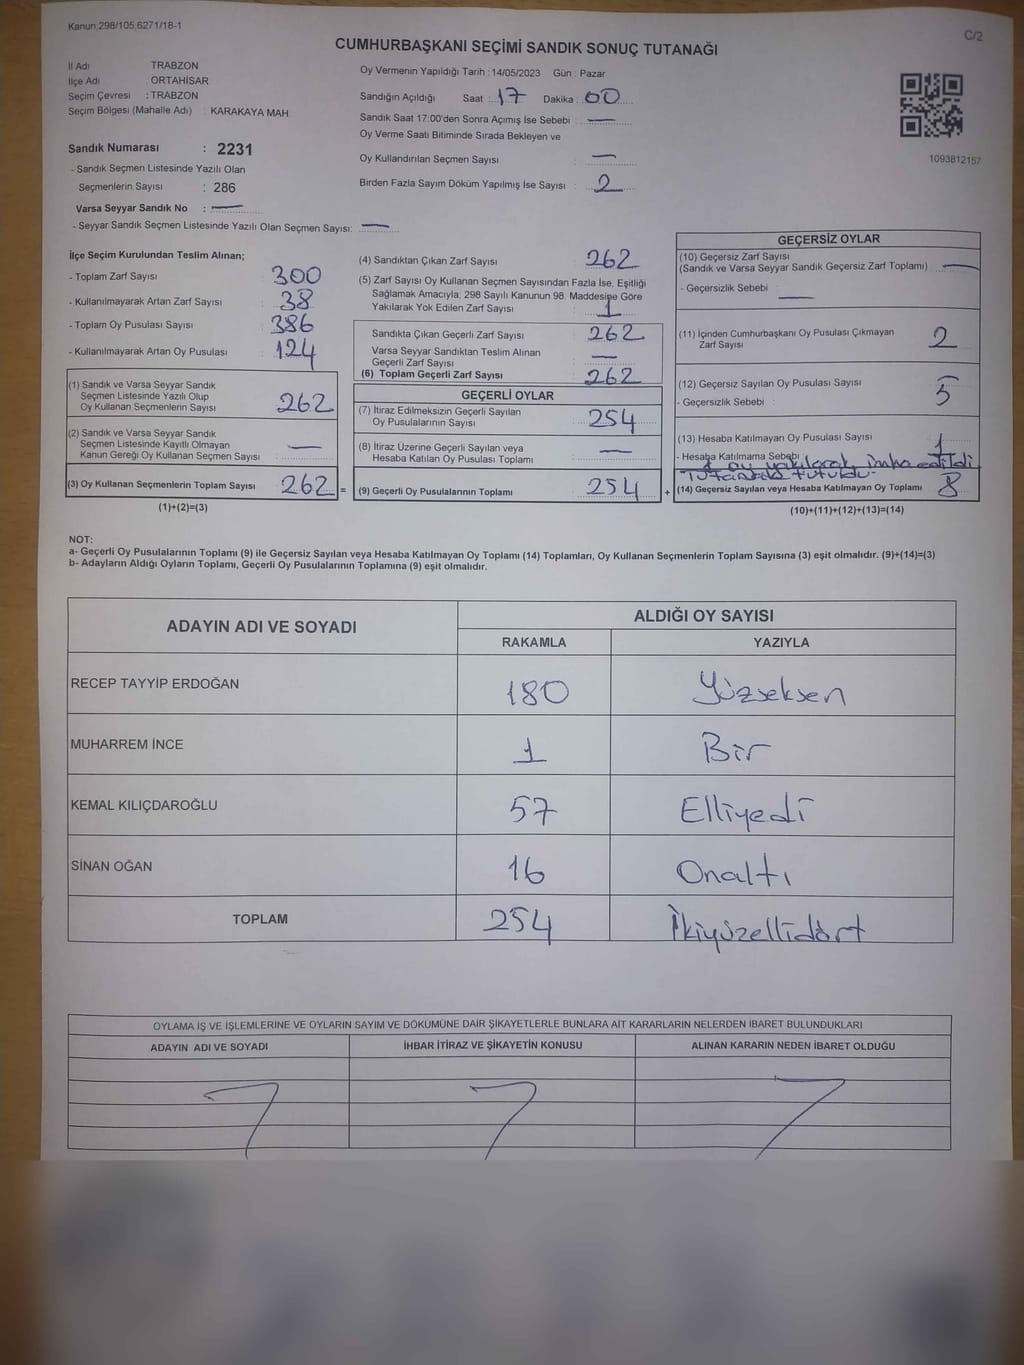 Kanun;298/105;6271/18-1
C/2
CUMHURBAŞKANI SEÇİMİ SANDIK SONUÇ TUTANAĞI
İl Adı TRABZON
İlçe Adı : ORTAHİSAR
Seçim Çevresi : TRABZON
Seçim Bölgesi (Mahalle Adı) : KARAKAYA MAH.
Sandık Numarası : 2231
- Sandık Seçmen Listesinde Yazılı Olan
Seçmenlerin Sayısı : 286
Varsa Seyyar Sandık No : —
- Seyyar Sandık Seçmen Listesinde Yazılı Olan Seçmen Sayısı: —
Oy Vermenin Yapıldığı Tarih :14/05/2023 Gün : Pazar
Sandığın Açıldığı Saat : 17 Dakika : 00
Sandık Saat 17:00'den Sonra Açımış İse Sebebi : —
Oy Verme Saati Bitiminde Sırada Bekleyen ve
Oy Kullandırılan Seçmen Sayısı : —
Birden Fazla Sayım Döküm Yapılmış İse Sayısı : 2
1093812157
İlçe Seçim Kurulundan Teslim Alınan;
- Toplam Zarf Sayısı : 300
- Kullanılmayarak Artan Zarf Sayısı : 38
- Toplam Oy Pusulası Sayısı : 386
- Kullanılmayarak Artan Oy Pusulası : 124
(1) Sandık ve Varsa Seyyar Sandık
Seçmen Listesinde Yazılı Olup
Oy Kullanan Seçmenlerin Sayısı : 262
(2) Sandık ve Varsa Seyyar Sandık
Seçmen Listesinde Kayıtlı Olmayan
Kanun Gereği Oy Kullanan Seçmen Sayısı : —
(3) Oy Kullanan Seçmenlerin Toplam Sayısı 262 =
(1)+(2)=(3)
(4) Sandıktan Çıkan Zarf Sayısı : 262
(5) Zarf Sayısı Oy Kullanan Seçmen Sayısından Fazla İse, Eşitliği
Sağlamak Amacıyla, 298 Sayılı Kanunun 98. Maddesine Göre
Yakılarak Yok Edilen Zarf Sayısı : 1
Sandıkta Çıkan Geçerli Zarf Sayısı : 262
Varsa Seyyar Sandıktan Teslim Alınan
Geçerli Zarf Sayısı : —
(6) Toplam Geçerli Zarf Sayısı : 262
GEÇERLİ OYLAR
(7) İtiraz Edilmeksizin Geçerli Sayılan
Oy Pusulalarının Sayısı : 254
(8) İtiraz Üzerine Geçerli Sayılan veya
Hesaba Katılan Oy Pusulası Toplamı : —
(9) Geçerli Oy Pusulalarının Toplamı : 254 +
GEÇERSİZ OYLAR
(10) Geçersiz Zarf Sayısı
(Sandık ve Varsa Seyyar Sandık Geçersiz Zarf Toplamı) : —
- Geçersizlik Sebebi : —
(11) İçinden Cumhurbaşkanı Oy Pusulası Çıkmayan
Zarf Sayısı : 2
(12) Geçersiz Sayılan Oy Pusulası Sayısı : 5
- Geçersizlik Sebebi :
(13) Hesaba Katılmayan Oy Pusulası Sayısı : 1
- Hesaba Katılmama Sebebi
1 oy yakılarak imha edildi
Tutanak tutuldu.
(14) Geçersiz Sayılan veya Hesaba Katılmayan Oy Toplamı 8
(10)+(11)+(12)+(13)=(14)
NOT:
a- Geçerli Oy Pusulalarının Toplamı (9) ile Geçersiz Sayılan veya Hesaba Katılmayan Oy Toplamı (14) Toplamları, Oy Kullanan Seçmenlerin Toplam Sayısına (3) eşit olmalıdır. (9)+(14)=(3)
b- Adayların Aldığı Oyların Toplamı, Geçerli Oy Pusulalarının Toplamına (9) eşit olmalıdır.
ADAYIN ADI VE SOYADI ALDIĞI OY SAYISI
RAKAMLA YAZIYLA
RECEP TAYYİP ERDOĞAN 180 Yüzseksen
MUHARREM İNCE 1 Bir
KEMAL KILIÇDAROĞLU 57 Elliyedi
SİNAN OĞAN 16 Onaltı
TOPLAM 254 İkiyüzellidört
OYLAMA İŞ VE İŞLEMLERİNE VE OYLARIN SAYIM VE DÖKÜMÜNE DAİR ŞİKAYETLERLE BUNLARA AİT KARARLARIN NELERDEN İBARET BULUNDUKLARI
ADAYIN ADI VE SOYADI İHBAR İTİRAZ VE ŞİKAYETİN KONUSU ALINAN KARARIN NEDEN İBARET OLDUĞU